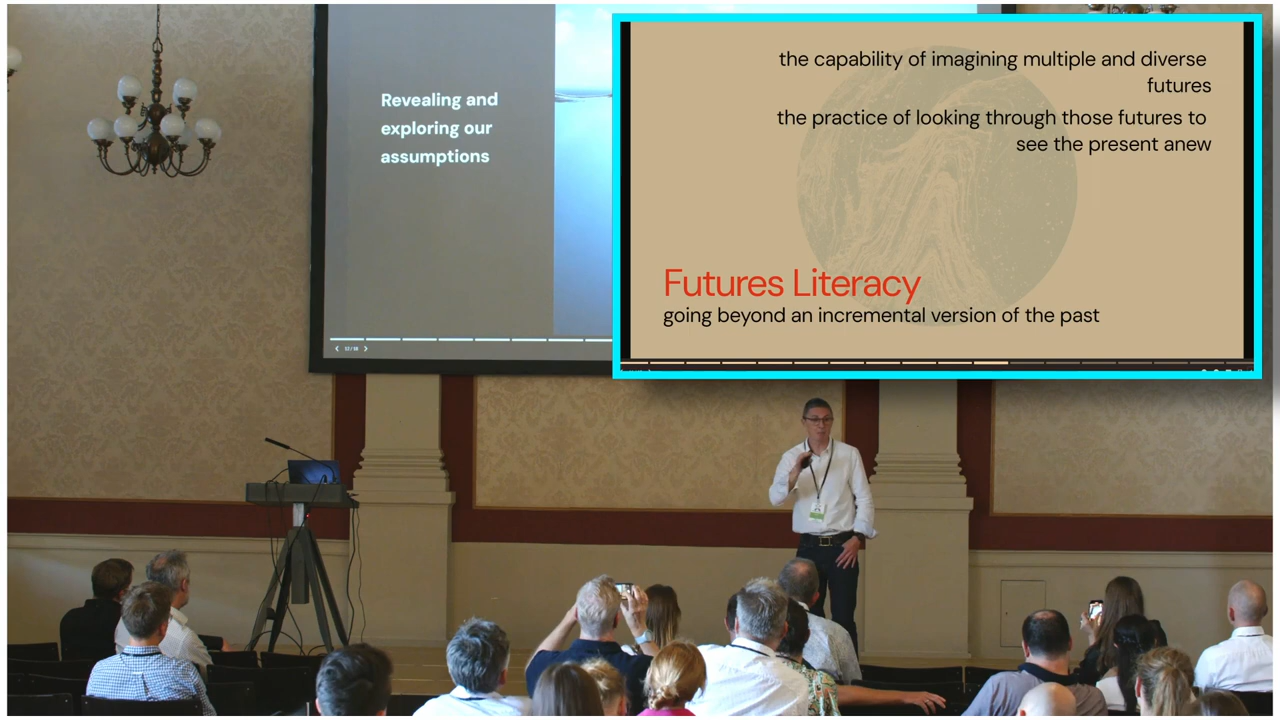 Revealing and
exploring our
assumptions
the capability of imagining multiple and diverse
futures
the practice of looking through those futures to
see the present anew
Futures Literacy
going beyond an incremental version of the past